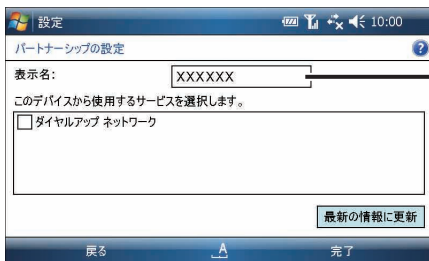 設定 10:00
パートナーシップの設定
表示名: XXXXXX
このデバイスから使用するサービスを選択します。
ダイヤルアップ ネットワーク
最新の情報に更新
戻る A 完了